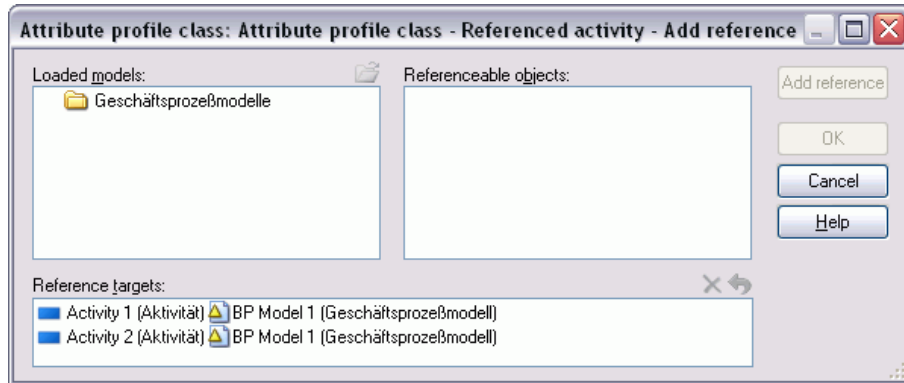 Attribute profile class: Attribute profile class - Referenced activity - Add reference
Loaded models:
Geschäftsprozeßmodelle
Referenceable objects:
Add reference
OK
Cancel
Help
Reference targets:
Activity 1 (Aktivität) BP Model 1 (Geschäftsprozeßmodell)
Activity 2 (Aktivität) BP Model 1 (Geschäftsprozeßmodell)